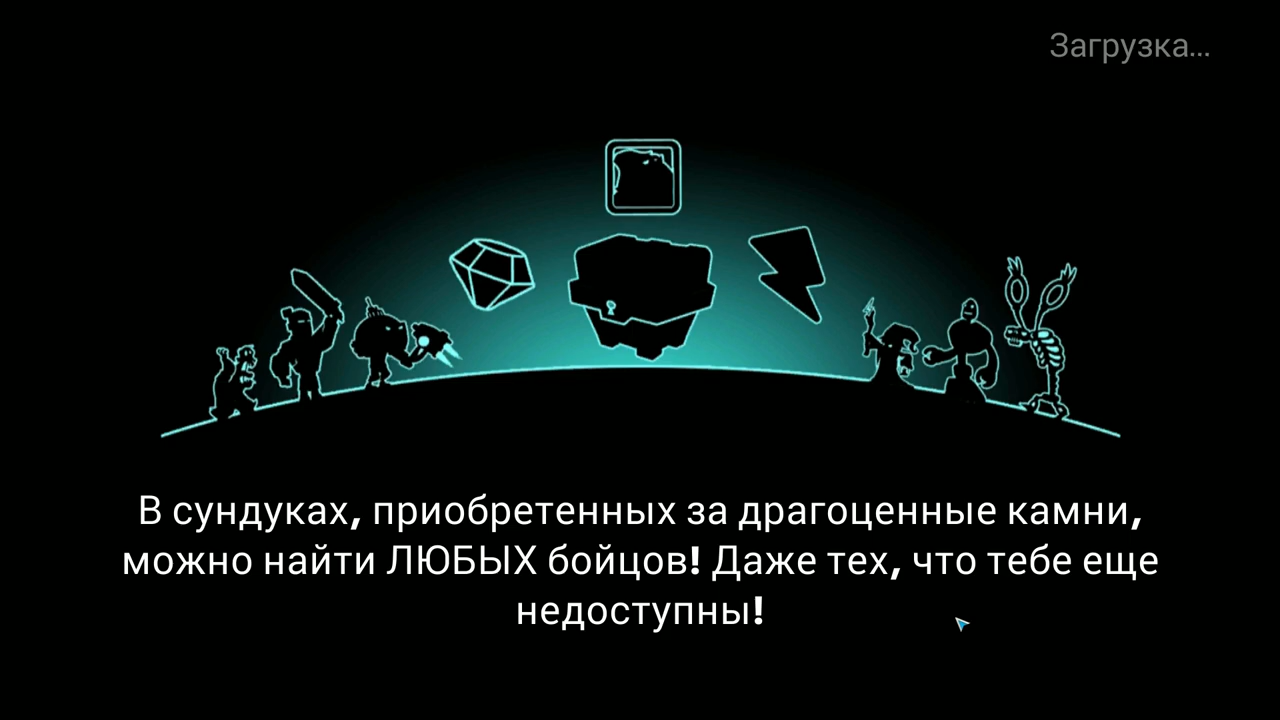 Загрузка...
В сундуках, приобретенных за драгоценные камни,
можно найти ЛЮБЫХ бойцов! Даже тех, что тебе еще
недоступны!